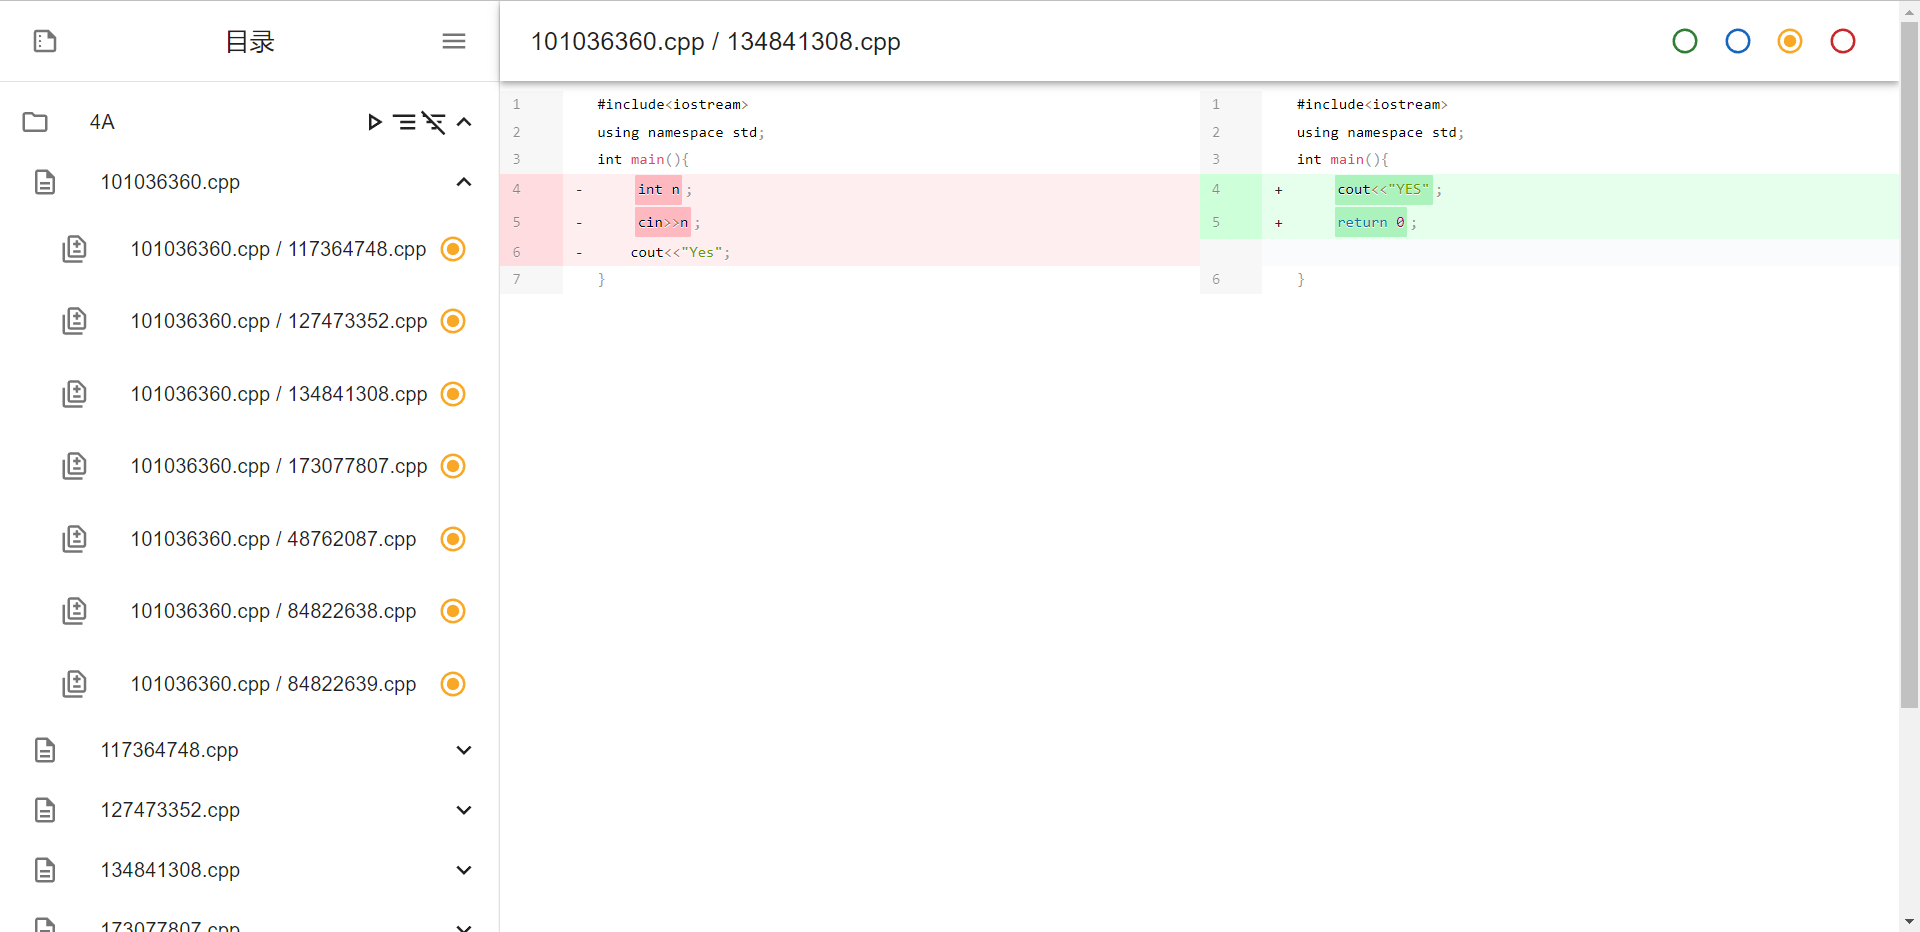 目录
4A
101036360.cpp
101036360.cpp / 117364748.cpp
101036360.cpp / 127473352.cpp
101036360.cpp / 134841308.cpp
101036360.cpp / 173077807.cpp
101036360.cpp / 48762087.cpp
101036360.cpp / 84822638.cpp
101036360.cpp / 84822639.cpp
117364748.cpp
127473352.cpp
134841308.cpp
173077807.cpp
101036360.cpp / 134841308.cpp
1 #include<iostream>
2 using namespace std;
3 int main(){
4 - int n ;
5 - cin>>n ;
6 - cout<<"Yes";
7 }
1 #include<iostream>
2 using namespace std;
3 int main(){
4 + cout<<"YES" ;
5 + return 0 ;
6 }